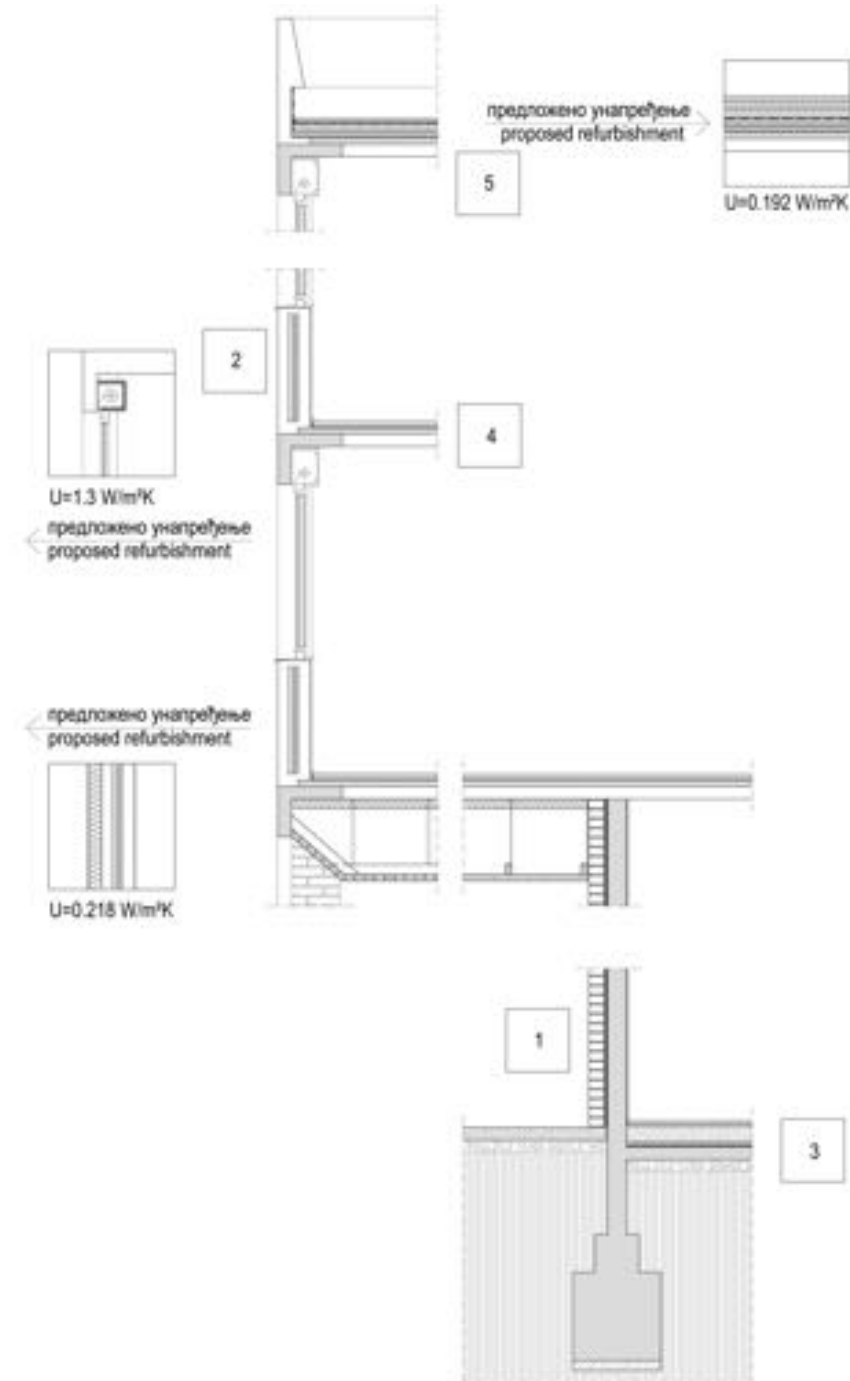 предложено унапређење
proposed refurbishment
U=0.192 W/m²K
5
2
4
U=1.3 W/m²K
предложено унапређење
proposed refurbishment
предложено унапређење
proposed refurbishment
U=0.218 W/m²K
1
3